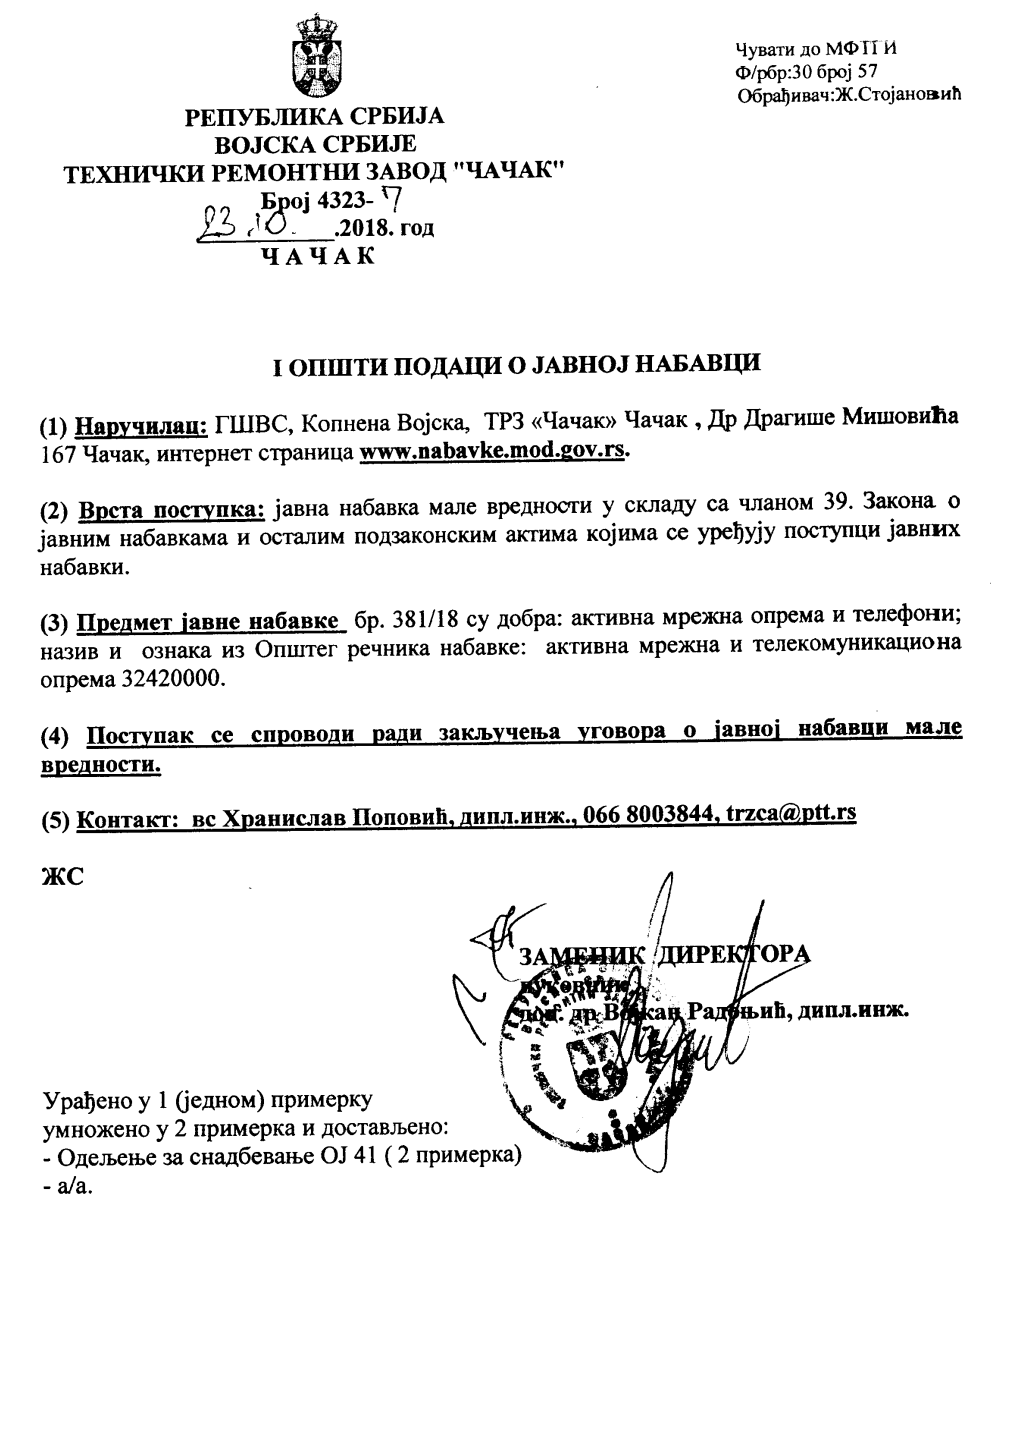 Чувати до МФП И
Ф/рбр:30 број 57
Обрађивач:Ж.Стојановић
РЕПУБЛИКА СРБИЈА
ВОЈСКА СРБИЈЕ
ТЕХНИЧКИ РЕМОНТНИ ЗАВОД "ЧАЧАК"
Број 4323-7
23.10. .2018. год
Ч А Ч А К
I ОПШТИ ПОДАЦИ О ЈАВНОЈ НАБАВЦИ
(1) Наручилац: ГШВС, Копнена Војска, ТРЗ «Чачак» Чачак , Др Драгише Мишовића
167 Чачак, интернет страница www.nabavke.mod.gov.rs.
(2) Врста поступка: јавна набавка мале вредности у складу са чланом 39. Закона о
јавним набавкама и осталим подзаконским актима којима се уређују поступци јавних
набавки.
(3) Предмет јавне набавке бр. 381/18 су добра: активна мрежна опрема и телефони;
назив и ознака из Општег речника набавке: активна мрежна и телекомуникациона
опрема 32420000.
(4) Поступак се спроводи ради закључења уговора о јавној набавци мале
вредности.
(5) Контакт: вс Хранислав Поповић, дипл.инж., 066 8003844, trzca@ptt.rs
ЖС
ЗАМЕНИК ДИРЕКТОРА
пуковник
доц. др Војкан Радоњић, дипл.инж.
Урађено у 1 (једном) примерку
умножено у 2 примерка и достављено:
- Одељење за снадбевање ОЈ 41 ( 2 примерка)
- а/а.